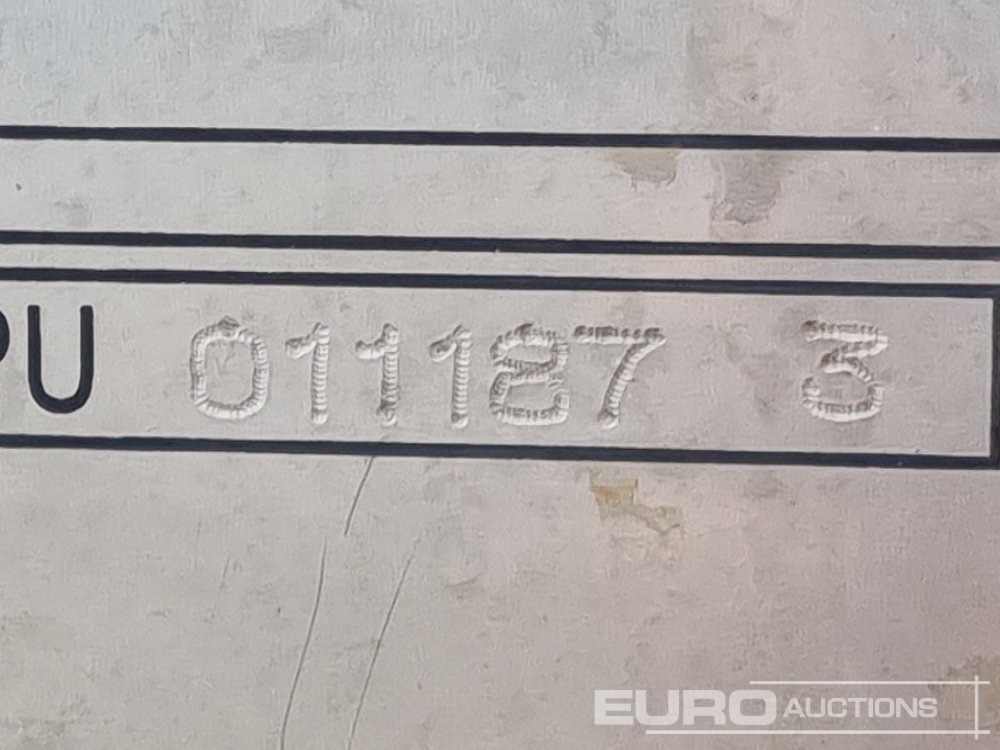 PU 011187 3
EURO AUCTIONS